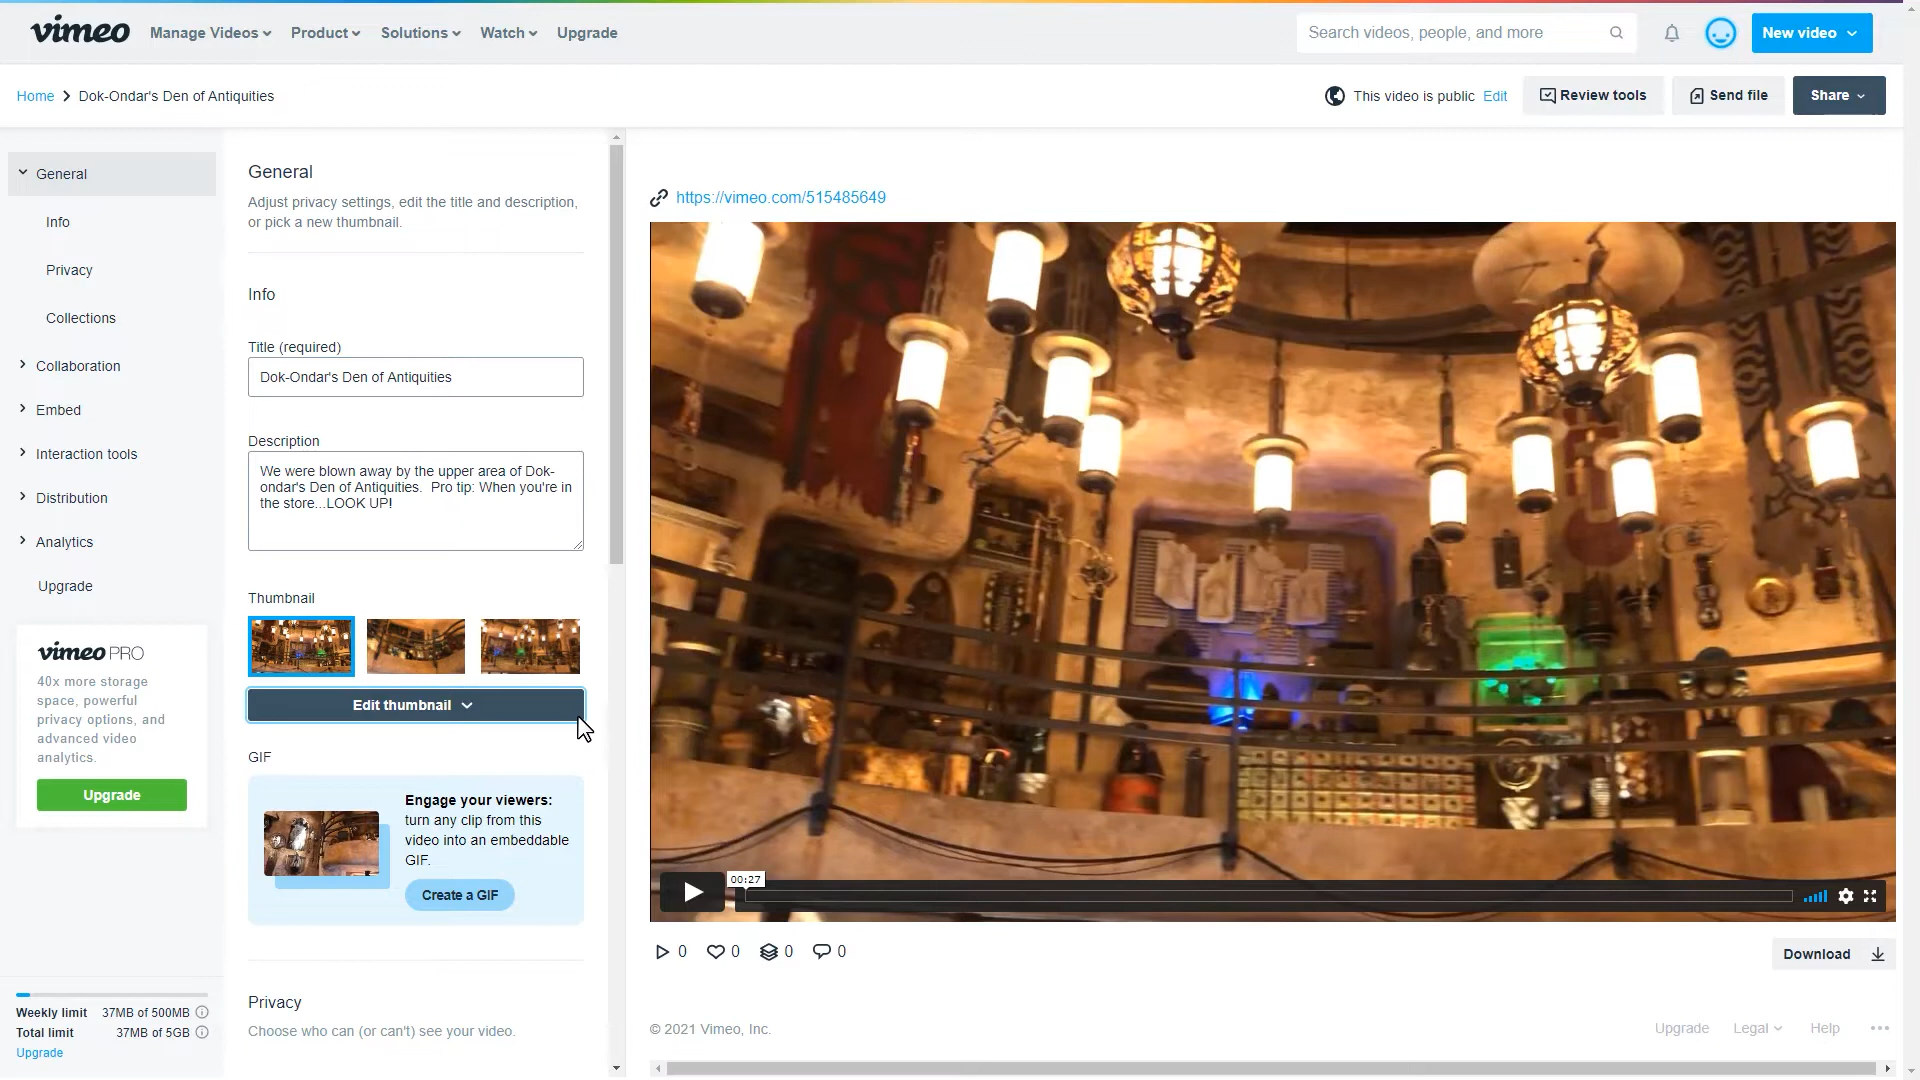 vimeo Manage Videos Product Solutions Watch Upgrade Search videos, people, and more New video
Home Dok-Ondar's Den of Antiquities This video is public Edit Review tools Send file Share
General
Info
Privacy
Collections
Collaboration
Embed
Interaction tools
Distribution
Analytics
Upgrade
vimeo PRO
40x more storage
space, powerful
privacy options, and
advanced video
analytics.
Upgrade
Weekly limit 37MB of 500MB
Total limit 37MB of 5GB
Upgrade
General
Adjust privacy settings, edit the title and description,
or pick a new thumbnail.
Info
Title (required)
Dok-Ondar's Den of Antiquities
Description
We were blown away by the upper area of Dok-
ondar's Den of Antiquities.  Pro tip: When you're in
the store...LOOK UP!
Thumbnail
Edit thumbnail
GIF
Engage your viewers:
turn any clip from this
video into an embeddable
GIF.
Create a GIF
Privacy
Choose who can (or can't) see your video.
https://vimeo.com/515485649
00:27
0 0 0 0
Download
© 2021 Vimeo, Inc. Upgrade Legal Help